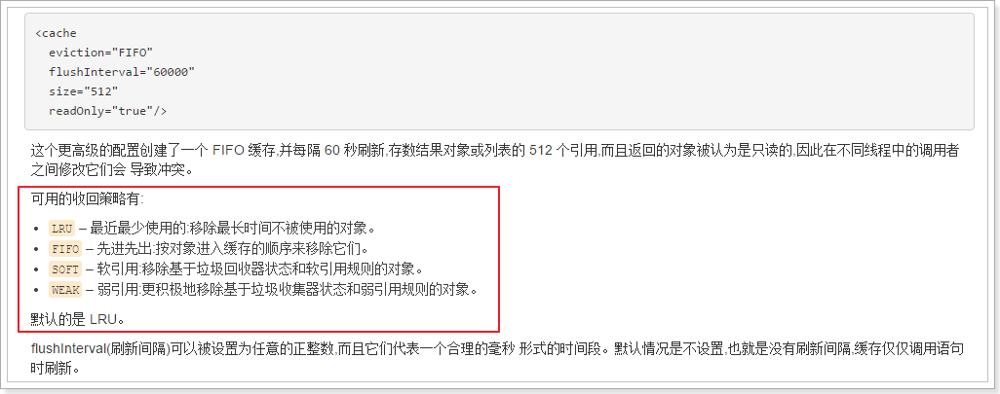 <cache
eviction="FIFO"
flushInterval="60000"
size="512"
readOnly="true"/>
这个更高级的配置创建了一个 FIFO 缓存,并每隔 60 秒刷新,存数结果对象或列表的 512 个引用,而且返回的对象被认为是只读的,因此在不同线程中的调用者
之间修改它们会 导致冲突。
可用的收回策略有:
• LRU – 最近最少使用的:移除最长时间不被使用的对象。
• FIFO – 先进先出:按对象进入缓存的顺序来移除它们。
• SOFT – 软引用:移除基于垃圾回收器状态和软引用规则的对象。
• WEAK – 弱引用:更积极地移除基于垃圾收集器状态和弱引用规则的对象。
默认的是 LRU。
flushInterval(刷新间隔)可以被设置为任意的正整数,而且它们代表一个合理的毫秒 形式的时间段。默认情况是不设置,也就是没有刷新间隔,缓存仅仅调用语句
时刷新。